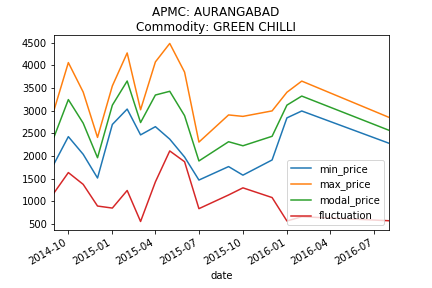 APMC: AURANGABAD
Commodity: GREEN CHILLI
4500
4000
3500
3000
2500
2000
1500
1000
500
min_price
max_price
modal_price
fluctuation
2014-10
2015-01
2015-04
2015-07
2015-10
2016-01
2016-04
2016-07
date